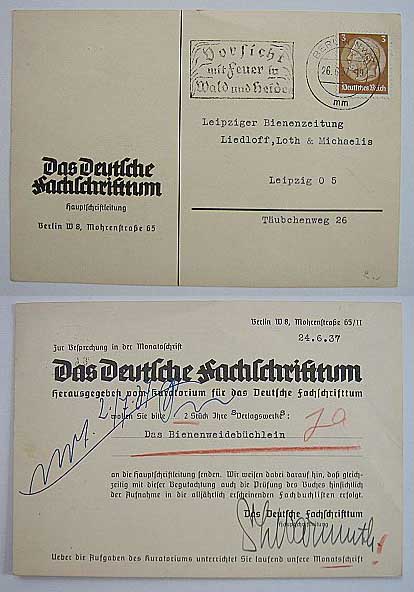 Vorsicht
mit Feuer in
Wald und Heide
BERLIN
26.6.
mm
3 3
Deutsches Reich
Leipziger Bienenzeitung
Liedloff, Loth & Michaelis
Leipzig O 5
Täubchenweg 26
Das Deutsche
Fachschrifttum
Hauptschriftleitung
Berlin W 8, Mohrenstraße 65
Berlin W 8, Mohrenstraße 65/II
24.6.37
Zur Besprechung in der Monatsschrift
Das Deutsche Fachschrifttum
Herausgegeben vom Kuratorium für das Deutsche Fachschrifttum
wollen Sie bitte 2 Stück Ihres Verlagswerkes:
ja
Das Bienenweidebüchlein
an die Hauptschriftleitung senden. Wir weisen dabei darauf hin, daß gleich-
zeitig mit dieser Begutachtung auch die Prüfung des Buches hinsichtlich
der Aufnahme in die alljährlich erscheinenden Fachbuchlisten erfolgt.
Das Deutsche Fachschrifttum
Hauptschriftleitung
Ueber die Aufgaben des Kuratoriums unterrichtet Sie laufend unsere Monatsschrift!